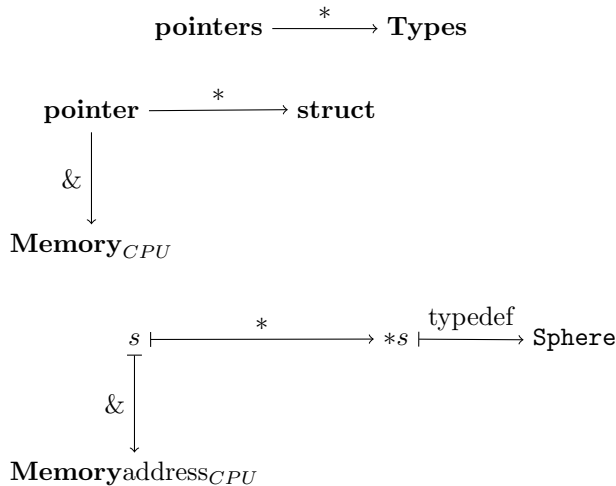 *
pointers Types
*
pointer struct
&
Memory_CPU
* typedef
s *s Sphere
&
Memoryaddress_CPU